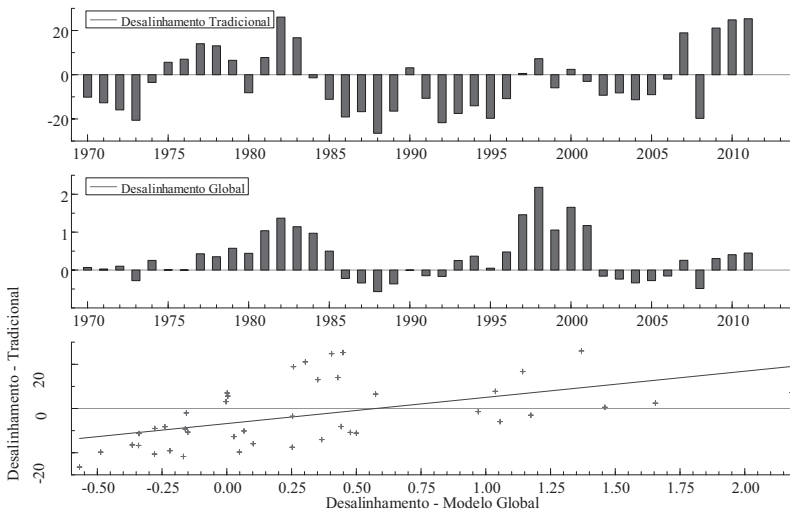 20
Desalinhamento Tradicional
0
-20
1970 1975 1980 1985 1990 1995 2000 2005 2010
Desalinhamento Global
2
1
0
1970 1975 1980 1985 1990 1995 2000 2005 2010
Desalinhamento - Tradicional
20
0
-20
-0.50 -0.25 0.00 0.25 0.50 0.75 1.00 1.25 1.50 1.75 2.00
Desalinhamento - Modelo Global